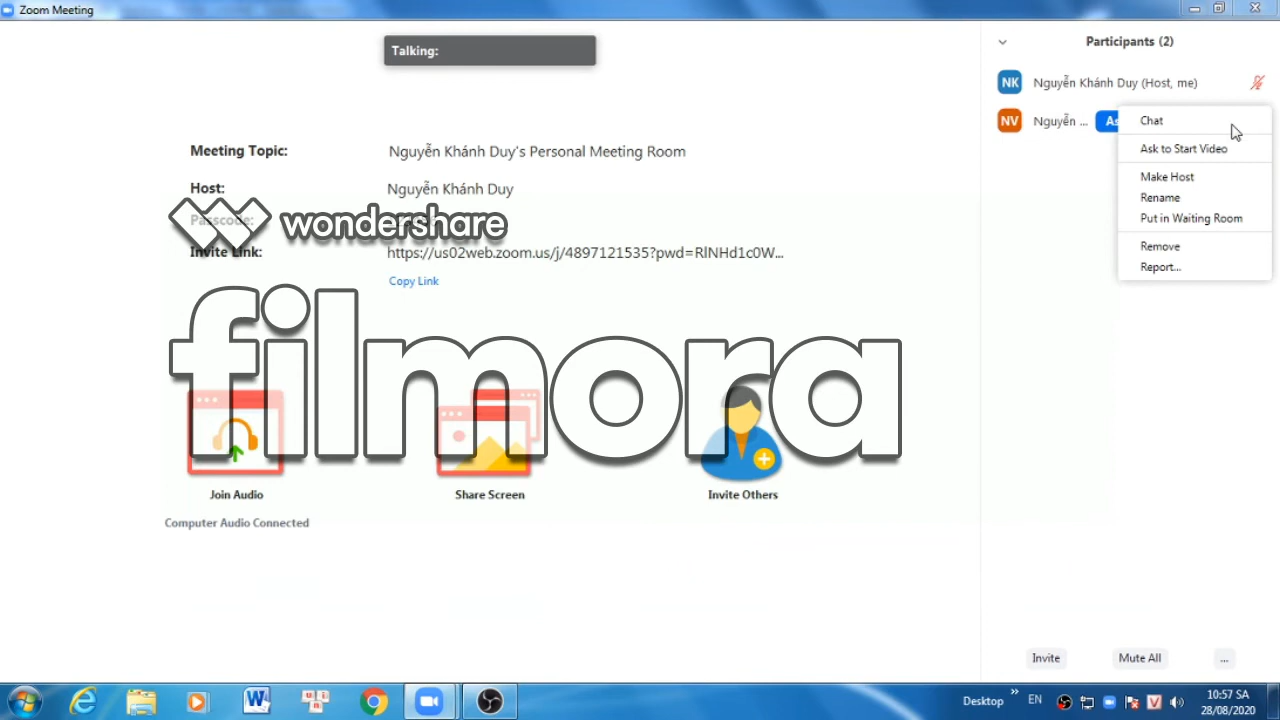 Zoom Meeting
Talking:
Participants (2)
NK Nguyễn Khánh Duy (Host, me)
NV Nguyễn ... As
Chat
Ask to Start Video
Make Host
Rename
Put in Waiting Room
Remove
Report...
Meeting Topic: Nguyễn Khánh Duy's Personal Meeting Room
Host: Nguyễn Khánh Duy
Passcode:
wondershare
Invite Link: https://us02web.zoom.us/j/4897121535?pwd=RlNHd1c0W...
Copy Link
filmora
Join Audio
Share Screen
Invite Others
Computer Audio Connected
Invite
Mute All
...
Desktop
EN
10:57 SA
28/08/2020